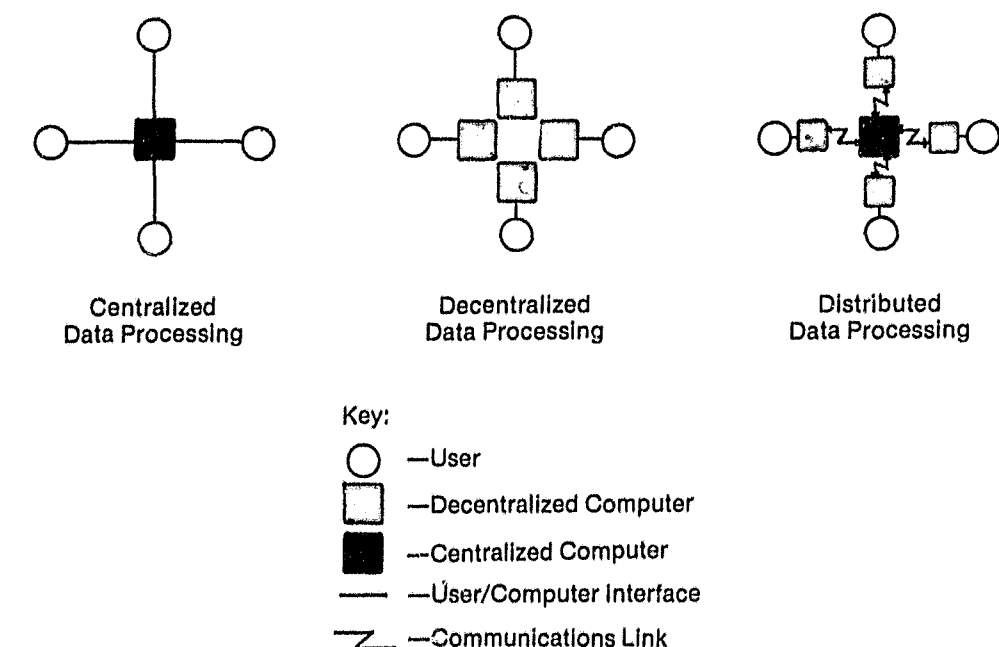 Centralized
Data Processing
Decentralized
Data Processing
Distributed
Data Processing
Key:
—User
—Decentralized Computer
—Centralized Computer
—User/Computer Interface
—Communications Link